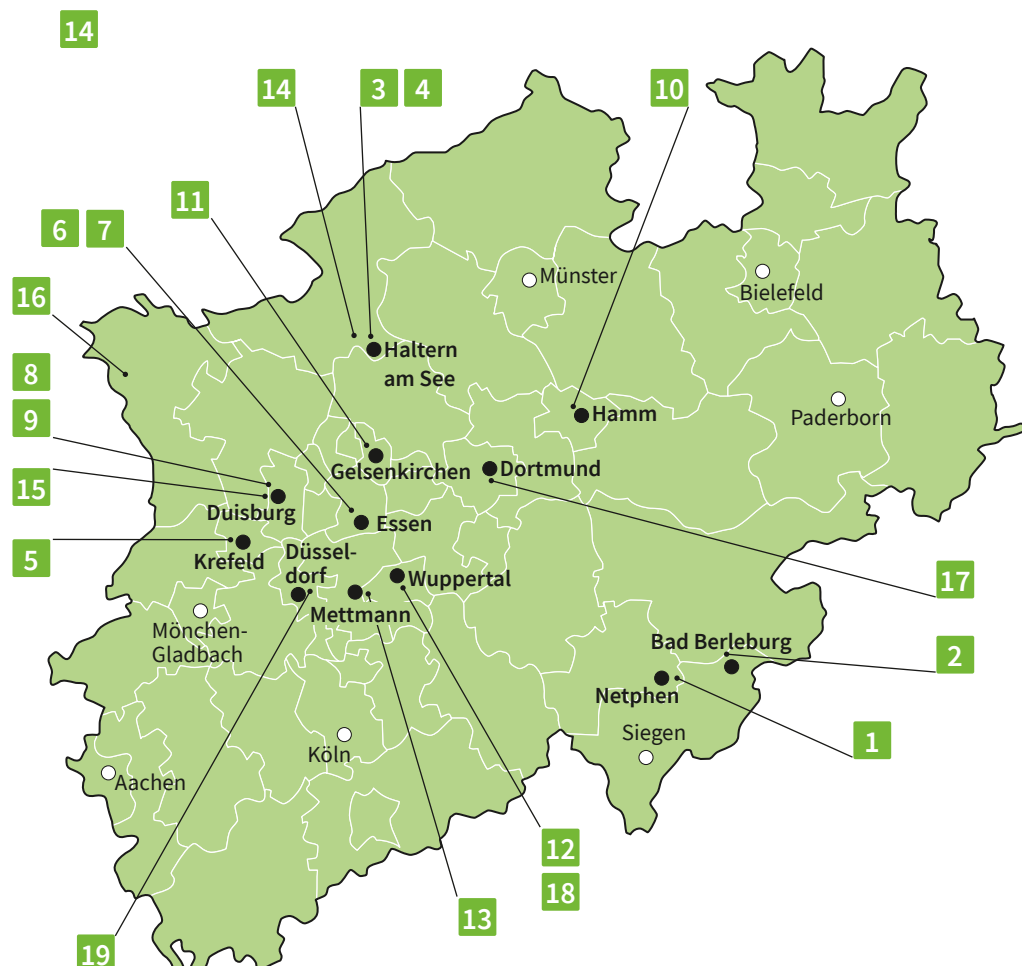 14
14
3 4
10
11
6 7
16
8
9
15
5
Münster
Bielefeld
Haltern
am See
Paderborn
Hamm
Gelsenkirchen
Dortmund
Duisburg
Essen
Krefeld
Düssel-
dorf
Wuppertal
Mettmann
17
Mönchen-
Gladbach
Bad Berleburg
2
Netphen
Siegen
1
Köln
Aachen
12
18
13
19